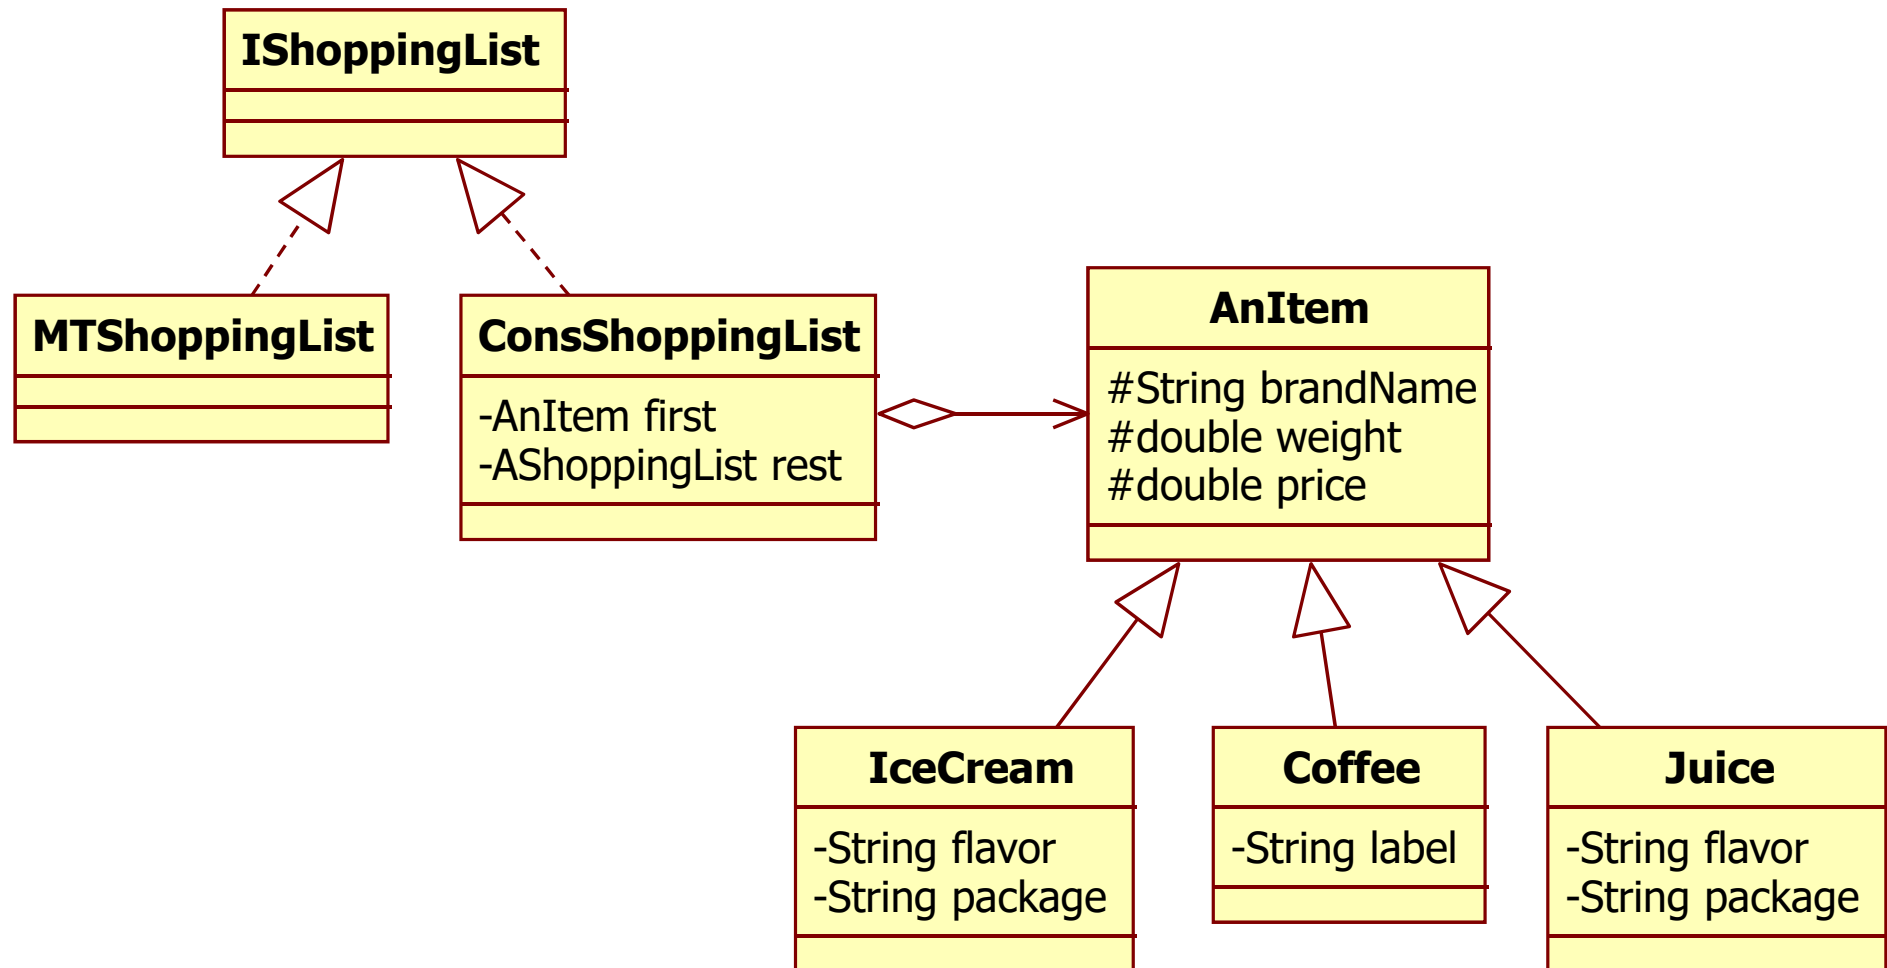 IShoppingList
MTShoppingList
ConsShoppingList
-AnItem first
-AShoppingList rest
AnItem
#String brandName
#double weight
#double price
IceCream
-String flavor
-String package
Coffee
-String label
Juice
-String flavor
-String package